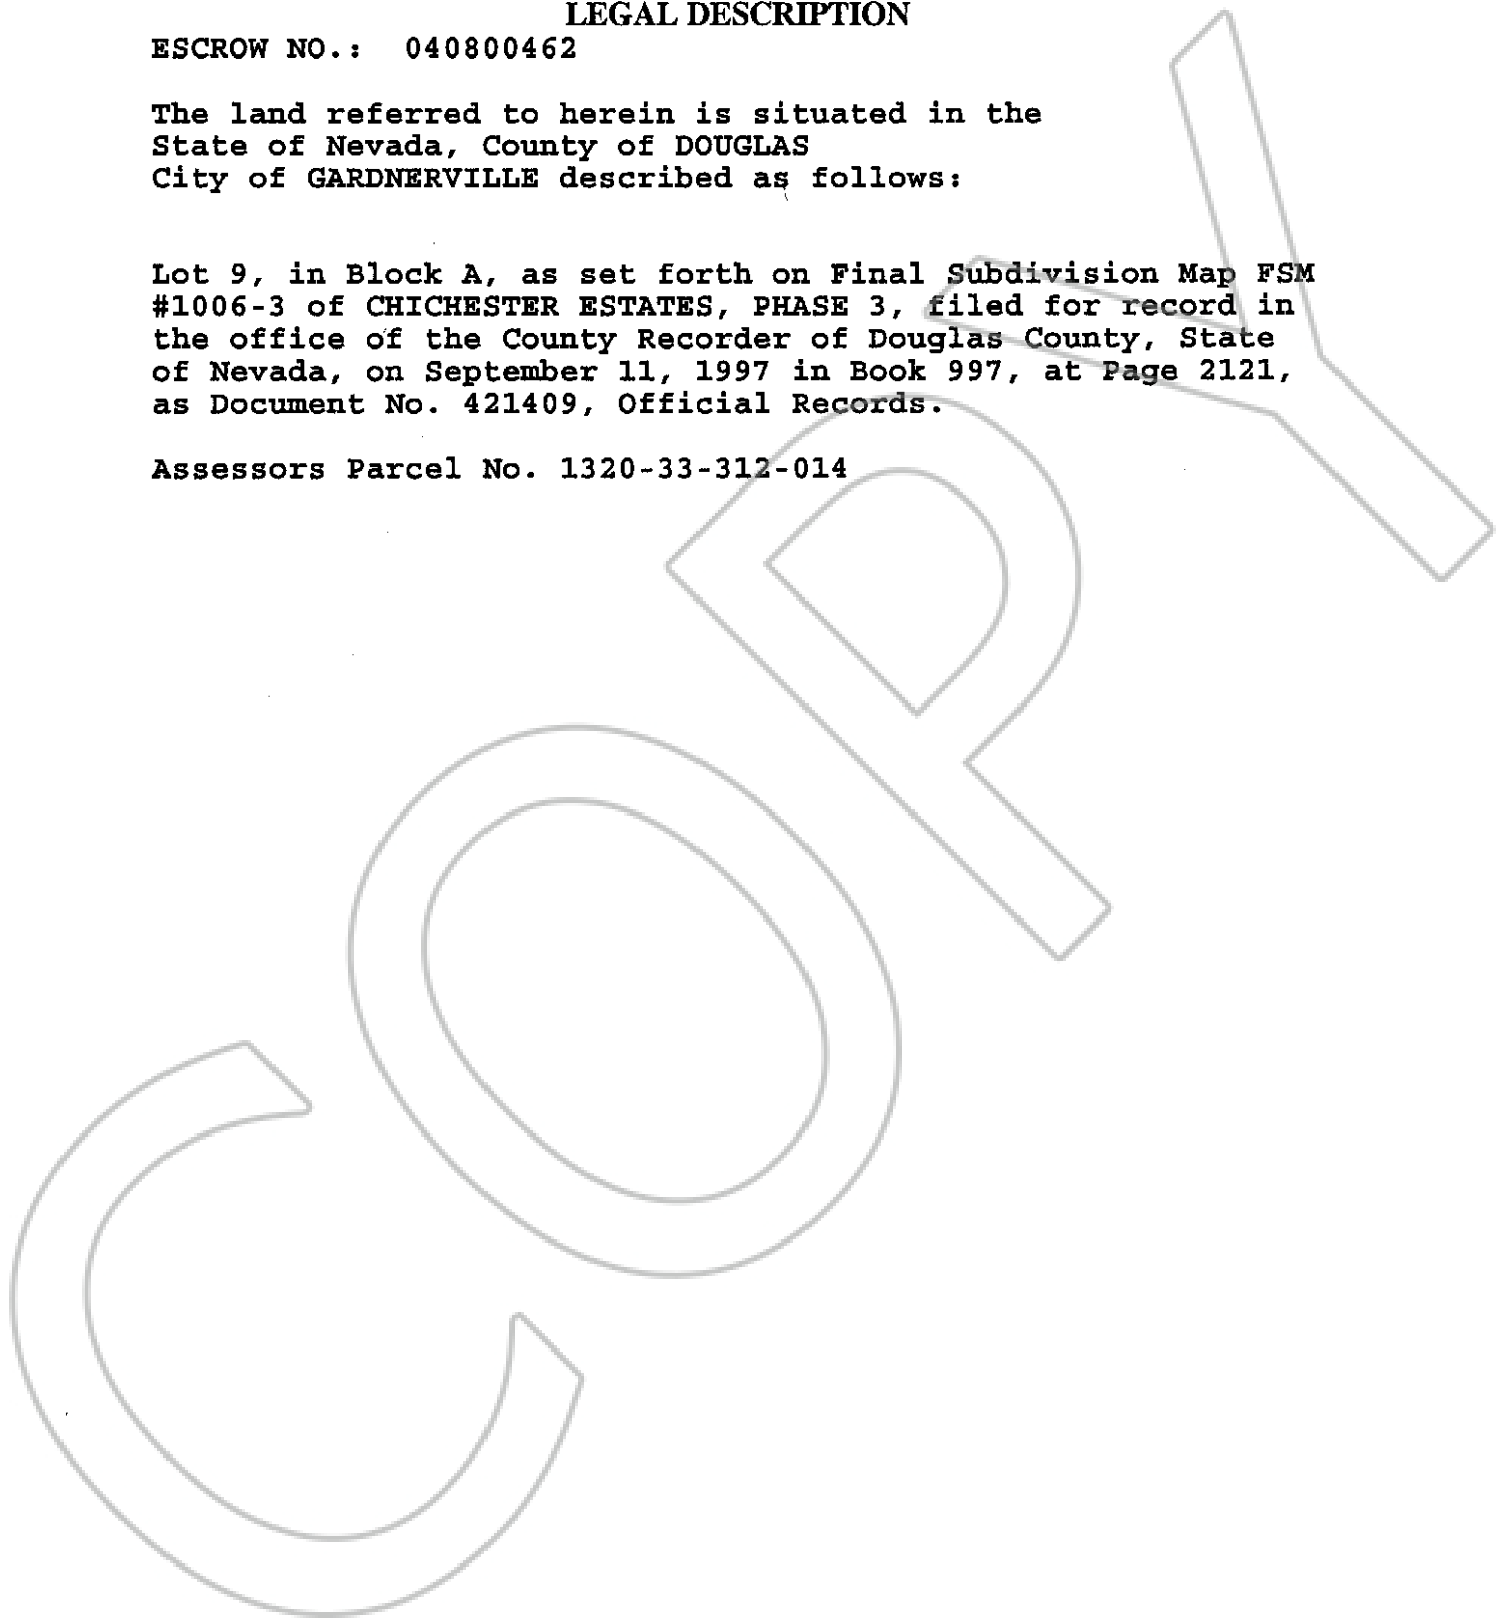 LEGAL DESCRIPTION
ESCROW NO.: 040800462
The land referred to herein is situated in the
State of Nevada, County of DOUGLAS
City of GARDNERVILLE described as follows:
Lot 9, in Block A, as set forth on Final Subdivision Map FSM
#1006-3 of CHICHESTER ESTATES, PHASE 3, filed for record in
the office of the County Recorder of Douglas County, State
of Nevada, on September 11, 1997 in Book 997, at Page 2121,
as Document No. 421409, Official Records.
Assessors Parcel No. 1320-33-312-014
COPY